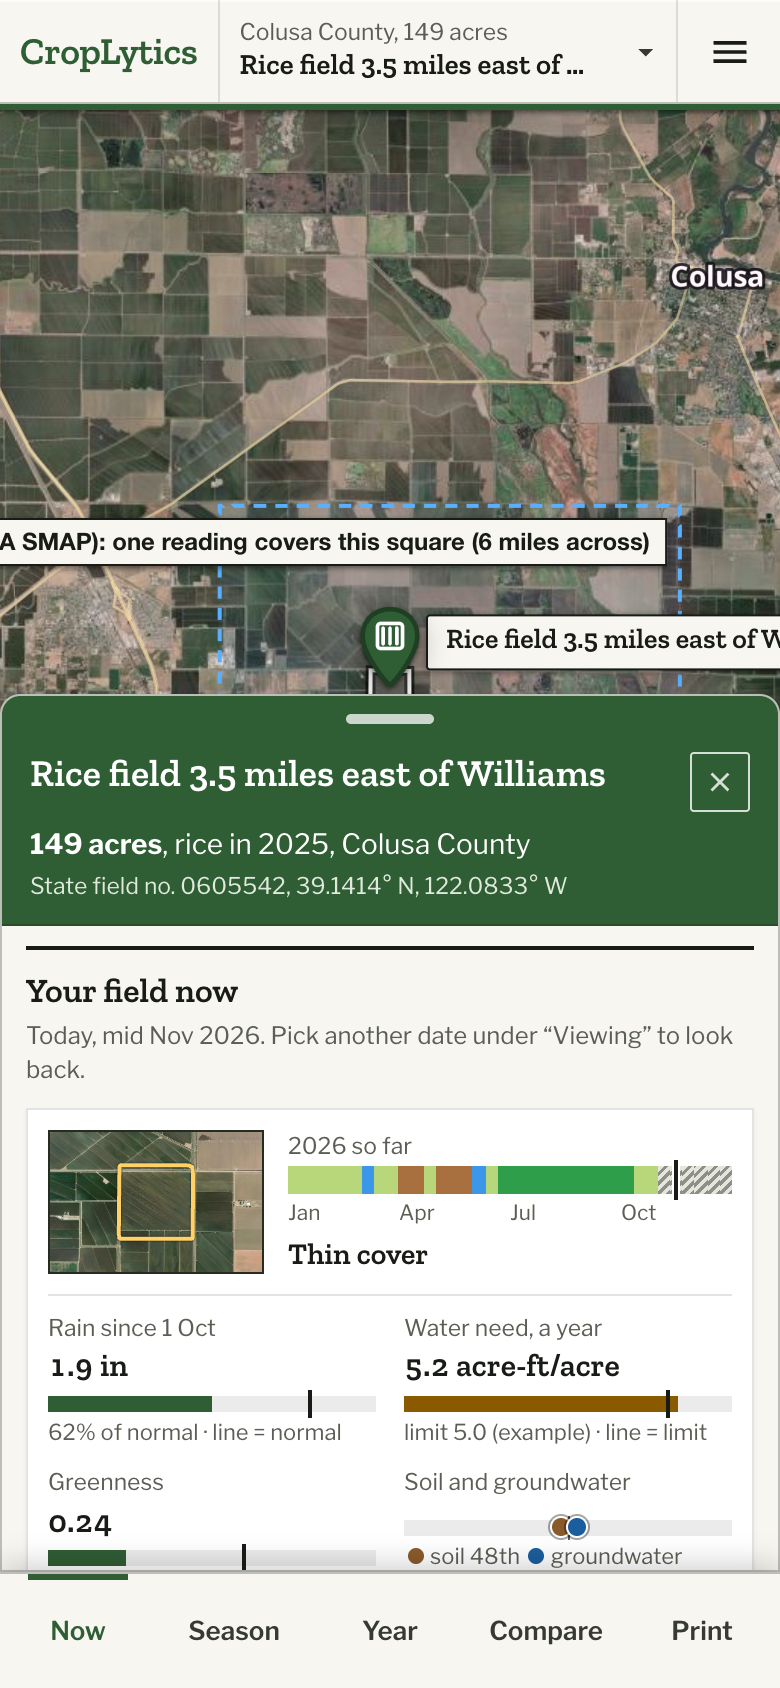 CropLytics
Colusa County, 149 acres
Rice field 3.5 miles east of ...
Colusa
A SMAP): one reading covers this square (6 miles across)
Rice field 3.5 miles east of W
Rice field 3.5 miles east of Williams
149 acres, rice in 2025, Colusa County
State field no. 0605542, 39.1414° N, 122.0833° W
Your field now
Today, mid Nov 2026. Pick another date under “Viewing” to look
back.
2026 so far
Jan Apr Jul Oct
Thin cover
Rain since 1 Oct
1.9 in
62% of normal · line = normal
Water need, a year
5.2 acre-ft/acre
limit 5.0 (example) · line = limit
Greenness
0.24
Soil and groundwater
soil 48th groundwater
Now Season Year Compare Print